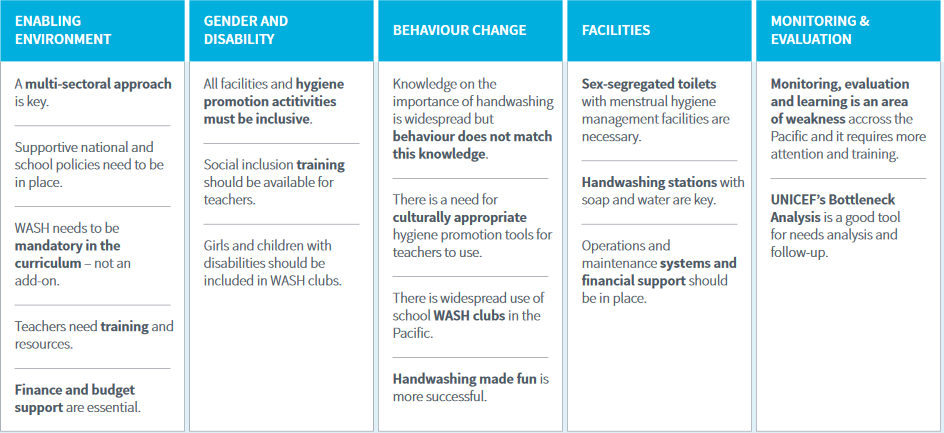 ENABLING
ENVIRONMENT
A multi-sectoral approach
is key.
Supportive national and
school policies need to be
in place.
WASH needs to be
mandatory in the
curriculum – not an
add-on.
Teachers need training and
resources.
Finance and budget
support are essential.
GENDER AND
DISABILITY
All facilities and hygiene
promotion actitivities
must be inclusive.
Social inclusion training
should be available for
teachers.
Girls and children with
disabilities should be
included in WASH clubs.
BEHAVIOUR CHANGE
Knowledge on the
importance of handwashing
is widespread but
behaviour does not match
this knowledge.
There is a need for
culturally appropriate
hygiene promotion tools for
teachers to use.
There is widespread use of
school WASH clubs in the
Pacific.
Handwashing made fun is
more successful.
FACILITIES
Sex-segregated toilets
with menstrual hygiene
management facilities are
necessary.
Handwashing stations with
soap and water are key.
Operations and
maintenance systems and
financial support should
be in place.
MONITORING &
EVALUATION
Monitoring, evaluation
and learning is an area
of weakness accross the
Pacific and it requires more
attention and training.
UNICEF’s Bottleneck
Analysis is a good tool
for needs analysis and
follow-up.